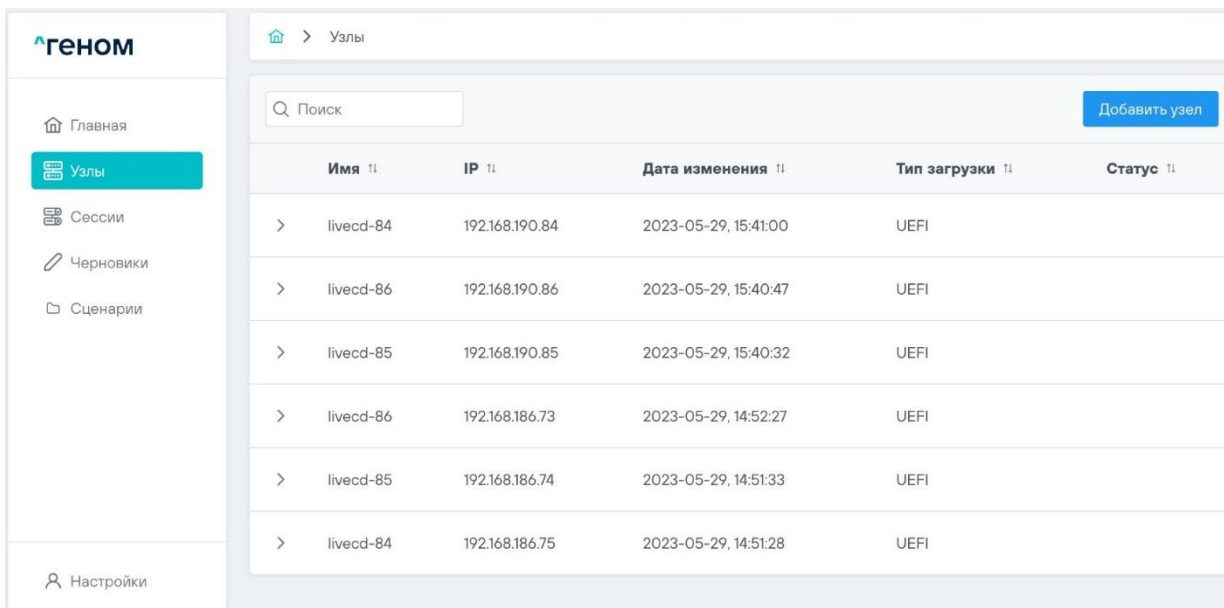 ^геном
Главная
Узлы
Сессии
Черновики
Сценарии
Настройки
Узлы
Поиск
Добавить узел
Имя IP Дата изменения Тип загрузки Статус
livecd-84 192.168.190.84 2023-05-29, 15:41:00 UEFI
livecd-86 192.168.190.86 2023-05-29, 15:40:47 UEFI
livecd-85 192.168.190.85 2023-05-29, 15:40:32 UEFI
livecd-86 192.168.186.73 2023-05-29, 14:52:27 UEFI
livecd-85 192.168.186.74 2023-05-29, 14:51:33 UEFI
livecd-84 192.168.186.75 2023-05-29, 14:51:28 UEFI